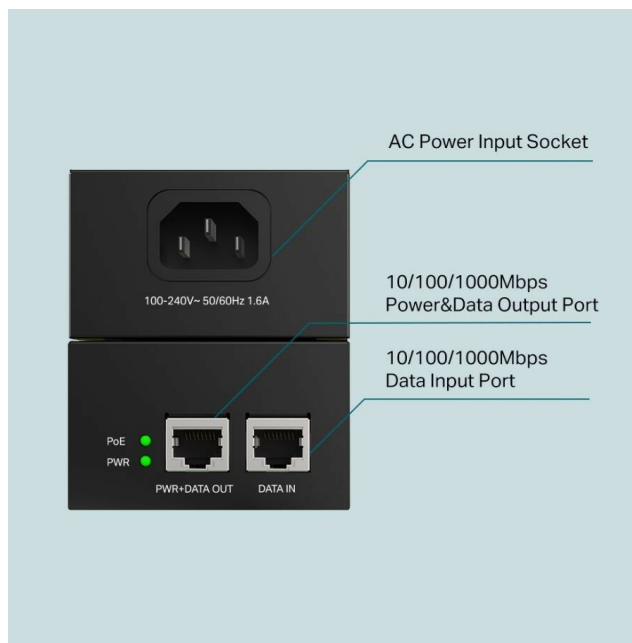 AC Power Input Socket
100-240V~ 50/60Hz 1.6A
10/100/1000Mbps
Power&Data Output Port
10/100/1000Mbps
Data Input Port
PoE
PWR
PWR+DATA OUT
DATA IN